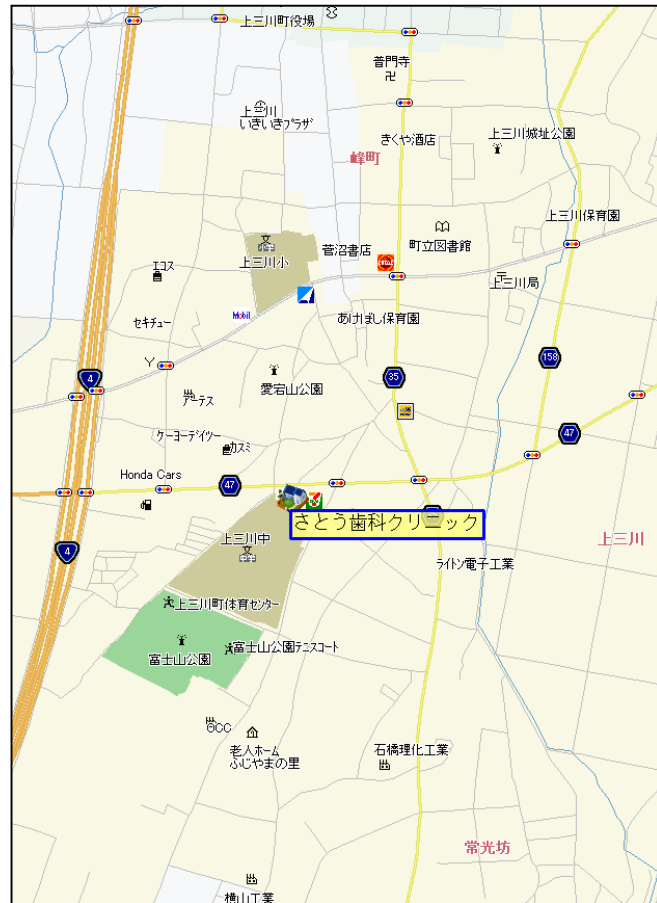 上三川町役場
普門寺
上三川
いきいきプラザ
きくや酒店
上三川城址公園
峰町
上三川保育園
菅沼書店
町立図書館
上三川小
エコス
上三川局
Mobil
あけぼし保育園
セキチュー
158
4
35
愛宕山公園
アーテス
47
ケーヨーデイツー
カスミ
Honda Cars
47
さとう歯科クリニック
上三川中
上三川
4
ライトン電子工業
上三川町体育センター
富士山公園テニスコート
富士山公園
OCC
老人ホーム
ふじやまの里
石橋理化工業
常光坊
横山工業